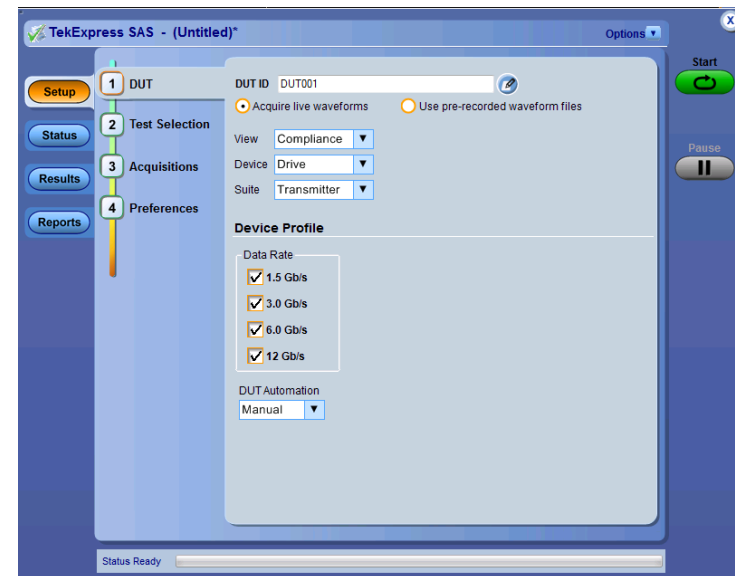 TekExpress SAS - (Untitled)*
Options
x
Start
Setup
1 DUT
DUT ID DUT001
Acquire live waveforms
Use pre-recorded waveform files
Status
2 Test Selection
View Compliance
Pause
3 Acquisitions
Device Drive
Results
Suite Transmitter
4 Preferences
Reports
Device Profile
Data Rate
1.5 Gb/s
3.0 Gb/s
6.0 Gb/s
12 Gb/s
DUT Automation
Manual
Status Ready